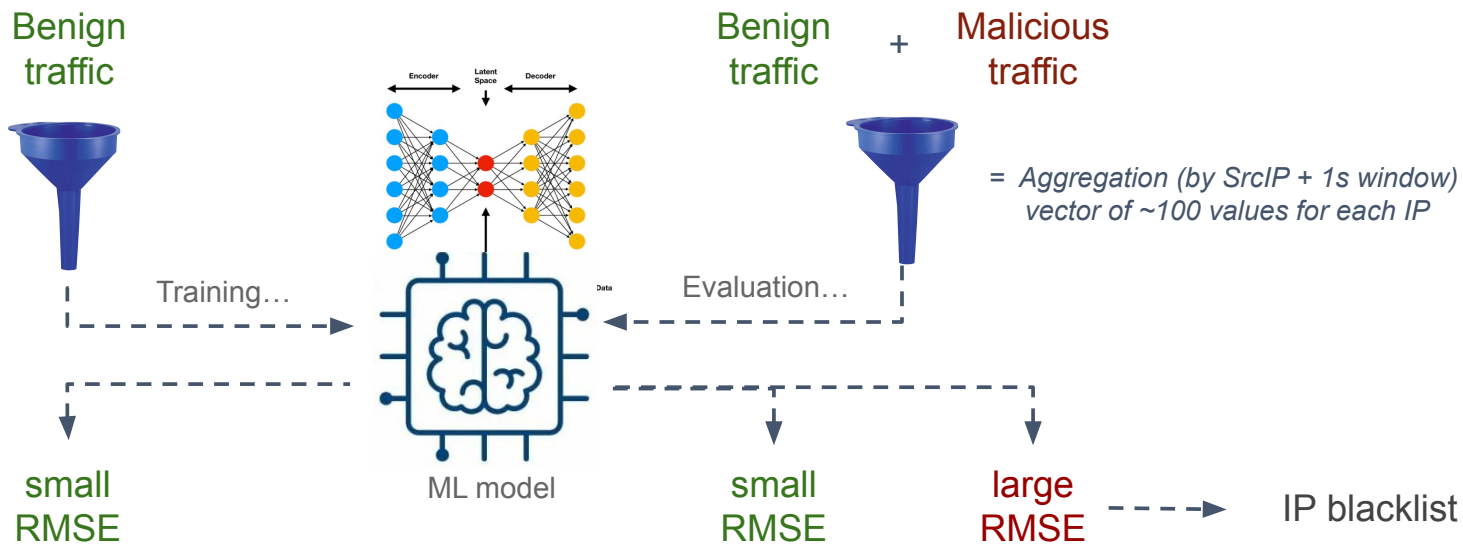 Benign
traffic
Benign
traffic
+
Malicious
traffic
Encoder
Latent
Space
Decoder
= Aggregation (by SrcIP + 1s window)
vector of ~100 values for each IP
Training…
Data
Evaluation…
ML model
small
RMSE
small
RMSE
large
RMSE
IP blacklist